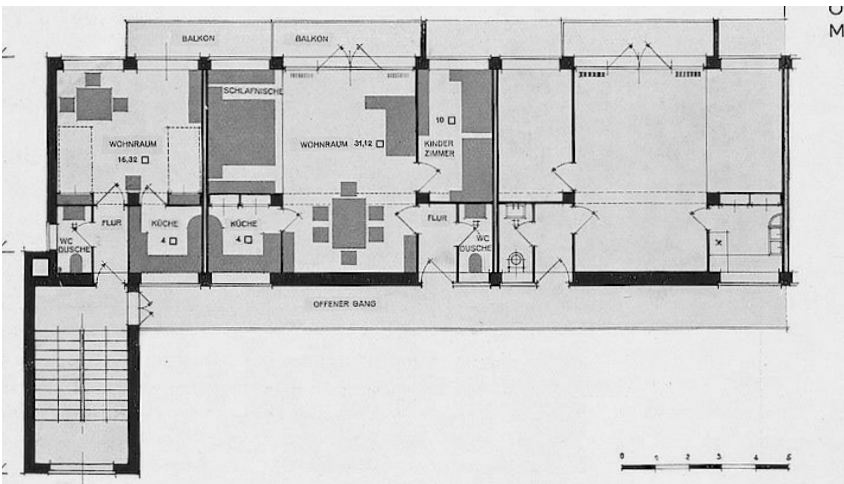 O
M
BALKON
BALKON
SCHLAFNISCHE
WOHNRAUM
16,32
WOHNRAUM 31,12
10
KINDER
ZIMMER
FLUR
KÜCHE
4
KÜCHE
4
FLUR
WC
DUSCHE
WC
DUSCHE
OFFENER GANG
0 1 2 3 4 5